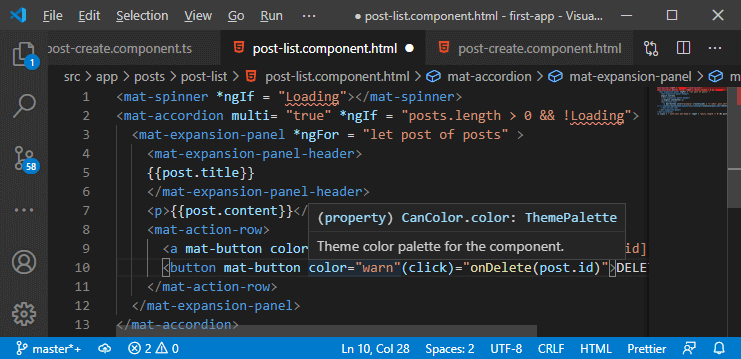 File Edit Selection View Go Run ··· post-list.component.html - first-app - Visua...
post-create.component.ts post-list.component.html post-create.component.html
src > app > posts > post-list > post-list.component.html > mat-accordion > mat-expansion-panel > m
1 <mat-spinner *ngIf = "Loading"></mat-spinner>
2 <mat-accordion multi= "true" *ngIf = "posts.length > 0 && !Loading">
3 <mat-expansion-panel *ngFor = "let post of posts" >
4 <mat-expansion-panel-header>
5 {{post.title}}
6 </mat-expansion-panel-header>
7 <p>{{post.content}}</
(property) CanColor.color: ThemePalette
8 <mat-action-row>
Theme color palette for the component.
9 <a mat-button colo id]
10 <button mat-button color="warn"(click)="onDelete(post.id)">DELET
11 </mat-action-row>
12 </mat-expansion-panel>
13 </mat-accordion>
1
58
master*+ 2 0 Ln 10, Col 28 Spaces: 2 UTF-8 CRLF HTML Prettier